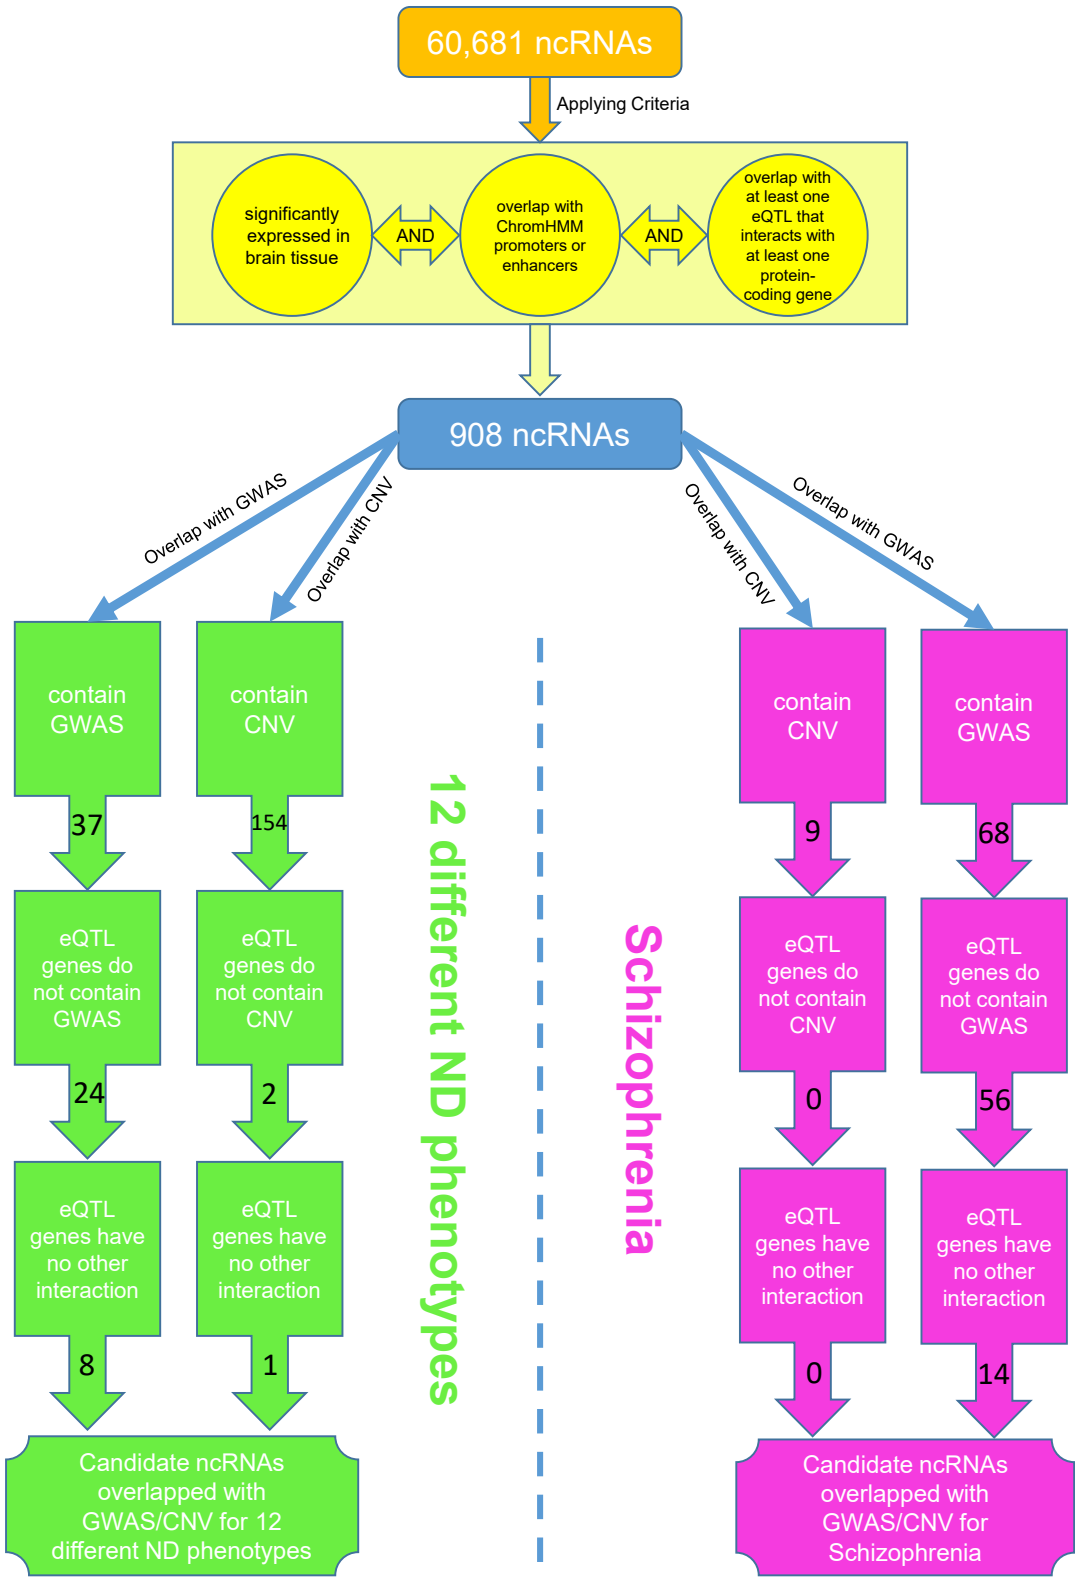 60,681 ncRNAs
Applying Criteria
significantly
expressed in
brain tissue
AND
overlap with
ChromHMM
promoters or
enhancers
AND
overlap with
at least one
eQTL that
interacts with
at least one
protein-
coding gene
908 ncRNAs
Overlap with GWAS
Overlap with CNV
Overlap with CNV
Overlap with GWAS
contain
GWAS
37
eQTL
genes do
not contain
GWAS
24
eQTL
genes have
no other
interaction
8
contain
CNV
154
eQTL
genes do
not contain
CNV
2
eQTL
genes have
no other
interaction
1
Candidate ncRNAs
overlapped with
GWAS/CNV for 12
different ND phenotypes
12 different ND phenotypes
Schizophrenia
contain
CNV
9
eQTL
genes do
not contain
CNV
0
eQTL
genes have
no other
interaction
0
contain
GWAS
68
eQTL
genes do
not contain
GWAS
56
eQTL
genes have
no other
interaction
14
Candidate ncRNAs
overlapped with
GWAS/CNV for
Schizophrenia